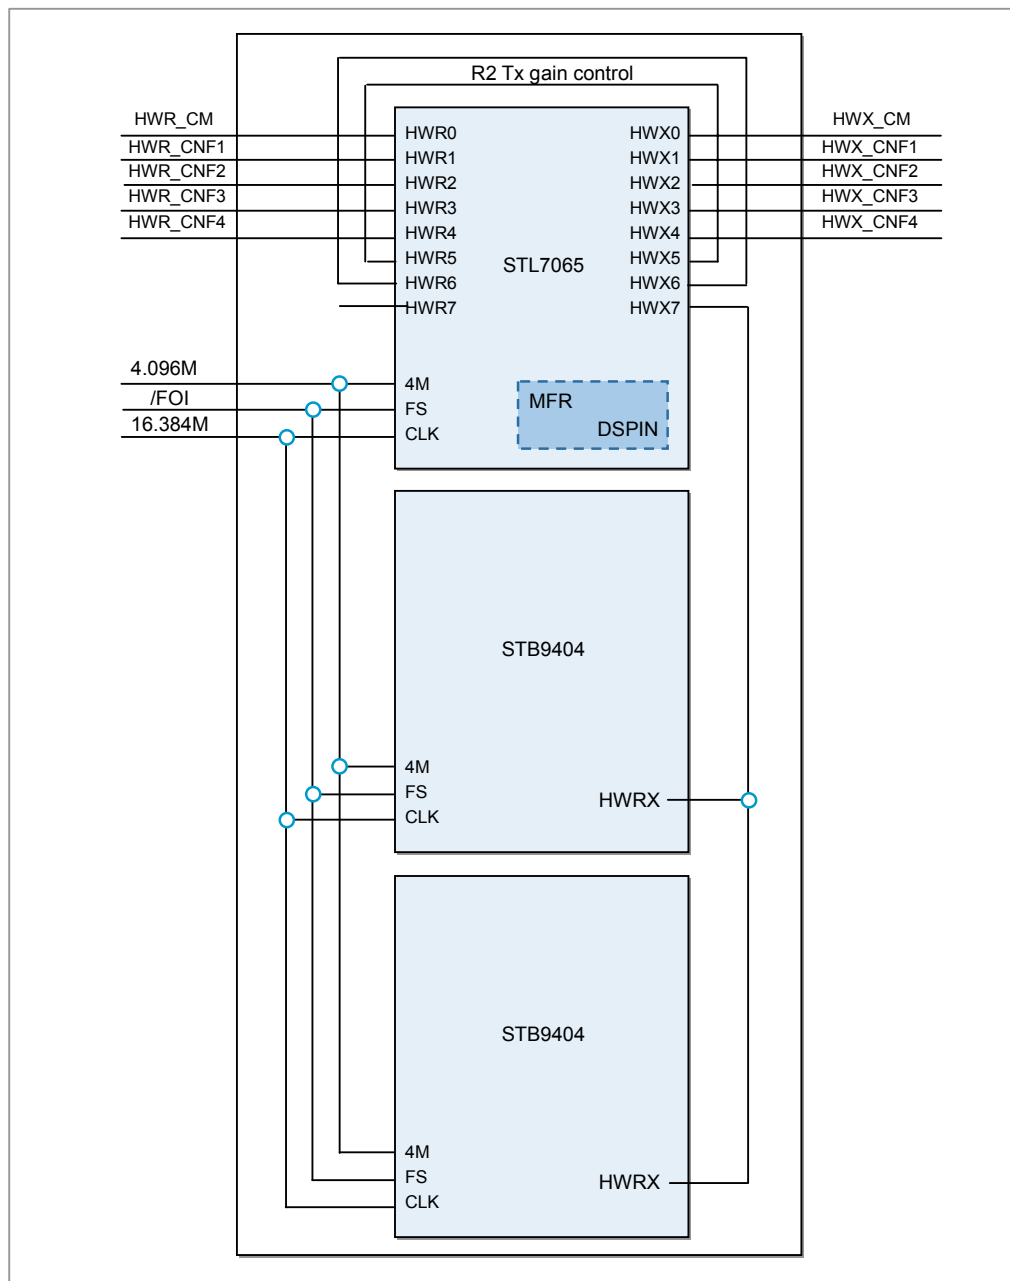 R2 Tx gain control
HWR_CM
HWR_CNF1
HWR_CNF2
HWR_CNF3
HWR_CNF4
HWR0
HWR1
HWR2
HWR3
HWR4
HWR5
HWR6
HWR7
STL7065
HWX0
HWX1
HWX2
HWX3
HWX4
HWX5
HWX6
HWX7
HWX_CM
HWX_CNF1
HWX_CNF2
HWX_CNF3
HWX_CNF4
4.096M
/FOI
16.384M
4M
FS
CLK
MFR
DSPIN
STB9404
4M
FS
CLK
HWRX
STB9404
4M
FS
CLK
HWRX